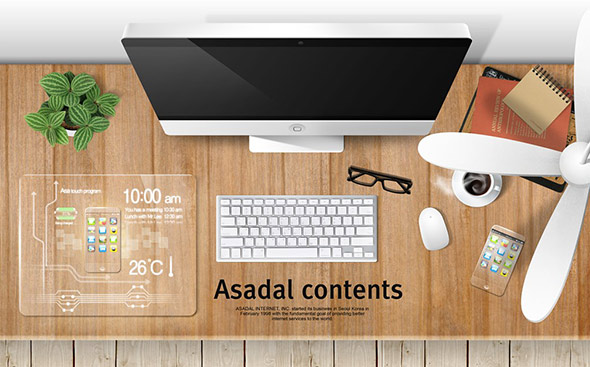 Add touch program
10:00 am
You have a meeting 10:30 am
Lunch with Mr Lee 12:30 am
26°C
Asadal contents
ASADAL INTERNET, INC. started its business in Seoul Korea in
February 1998 with the fundamental goal of providing better
internet services to the world.